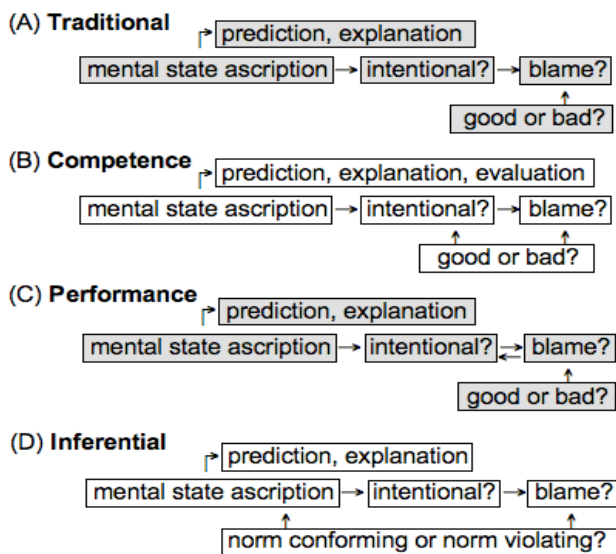 (A) Traditional
prediction, explanation
mental state ascription intentional? blame?
good or bad?
(B) Competence
prediction, explanation, evaluation
mental state ascription intentional? blame?
good or bad?
(C) Performance
prediction, explanation
mental state ascription intentional? blame?
good or bad?
(D) Inferential
prediction, explanation
mental state ascription intentional? blame?
norm conforming or norm violating?